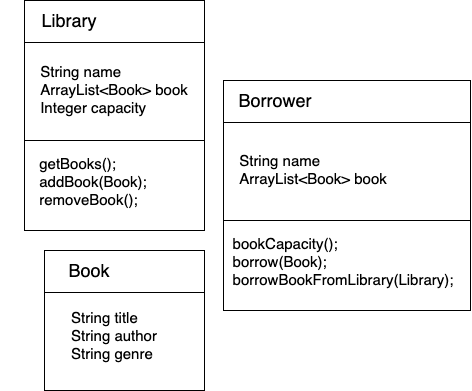 Library
String name
ArrayList<Book> book
Integer capacity
getBooks();
addBook(Book);
removeBook();
Borrower
String name
ArrayList<Book> book
bookCapacity();
borrow(Book);
borrowBookFromLibrary(Library);
Book
String title
String author
String genre